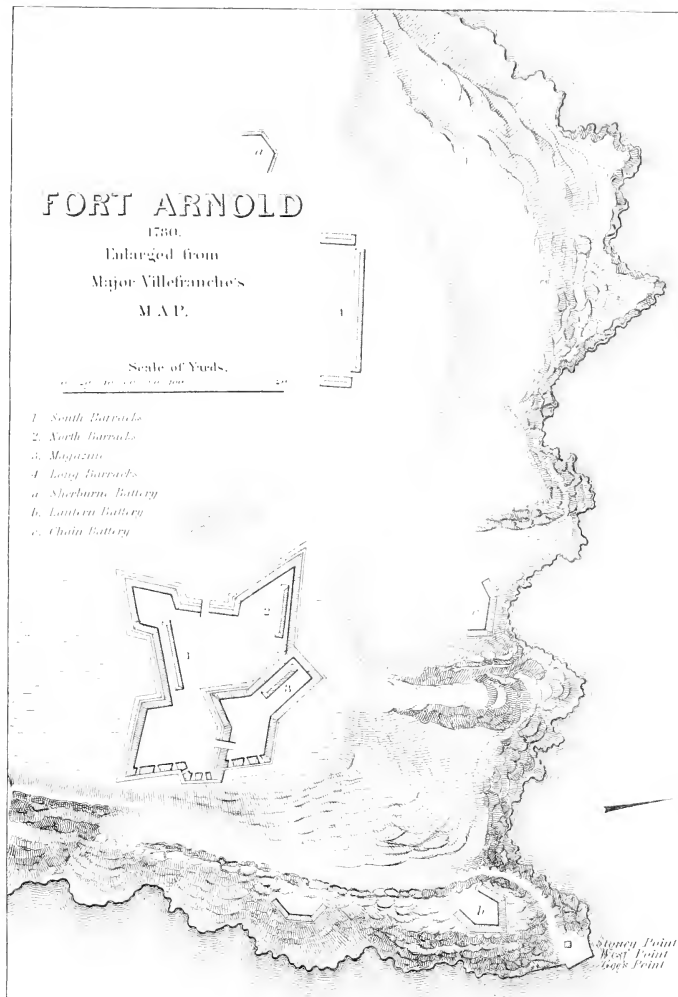 a
FORT ARNOLD
1780.
Enlarged from
Major Villefranche's
MAP.
4
Scale of Yards.
1 South Barracks
2. North Barracks
3. Magazine
4 Long Barracks
a Sherburne Battery
b. Lantern Battery
c. Chain Battery
2
1
3
b
Stoney Point
West Point
Gee's Point